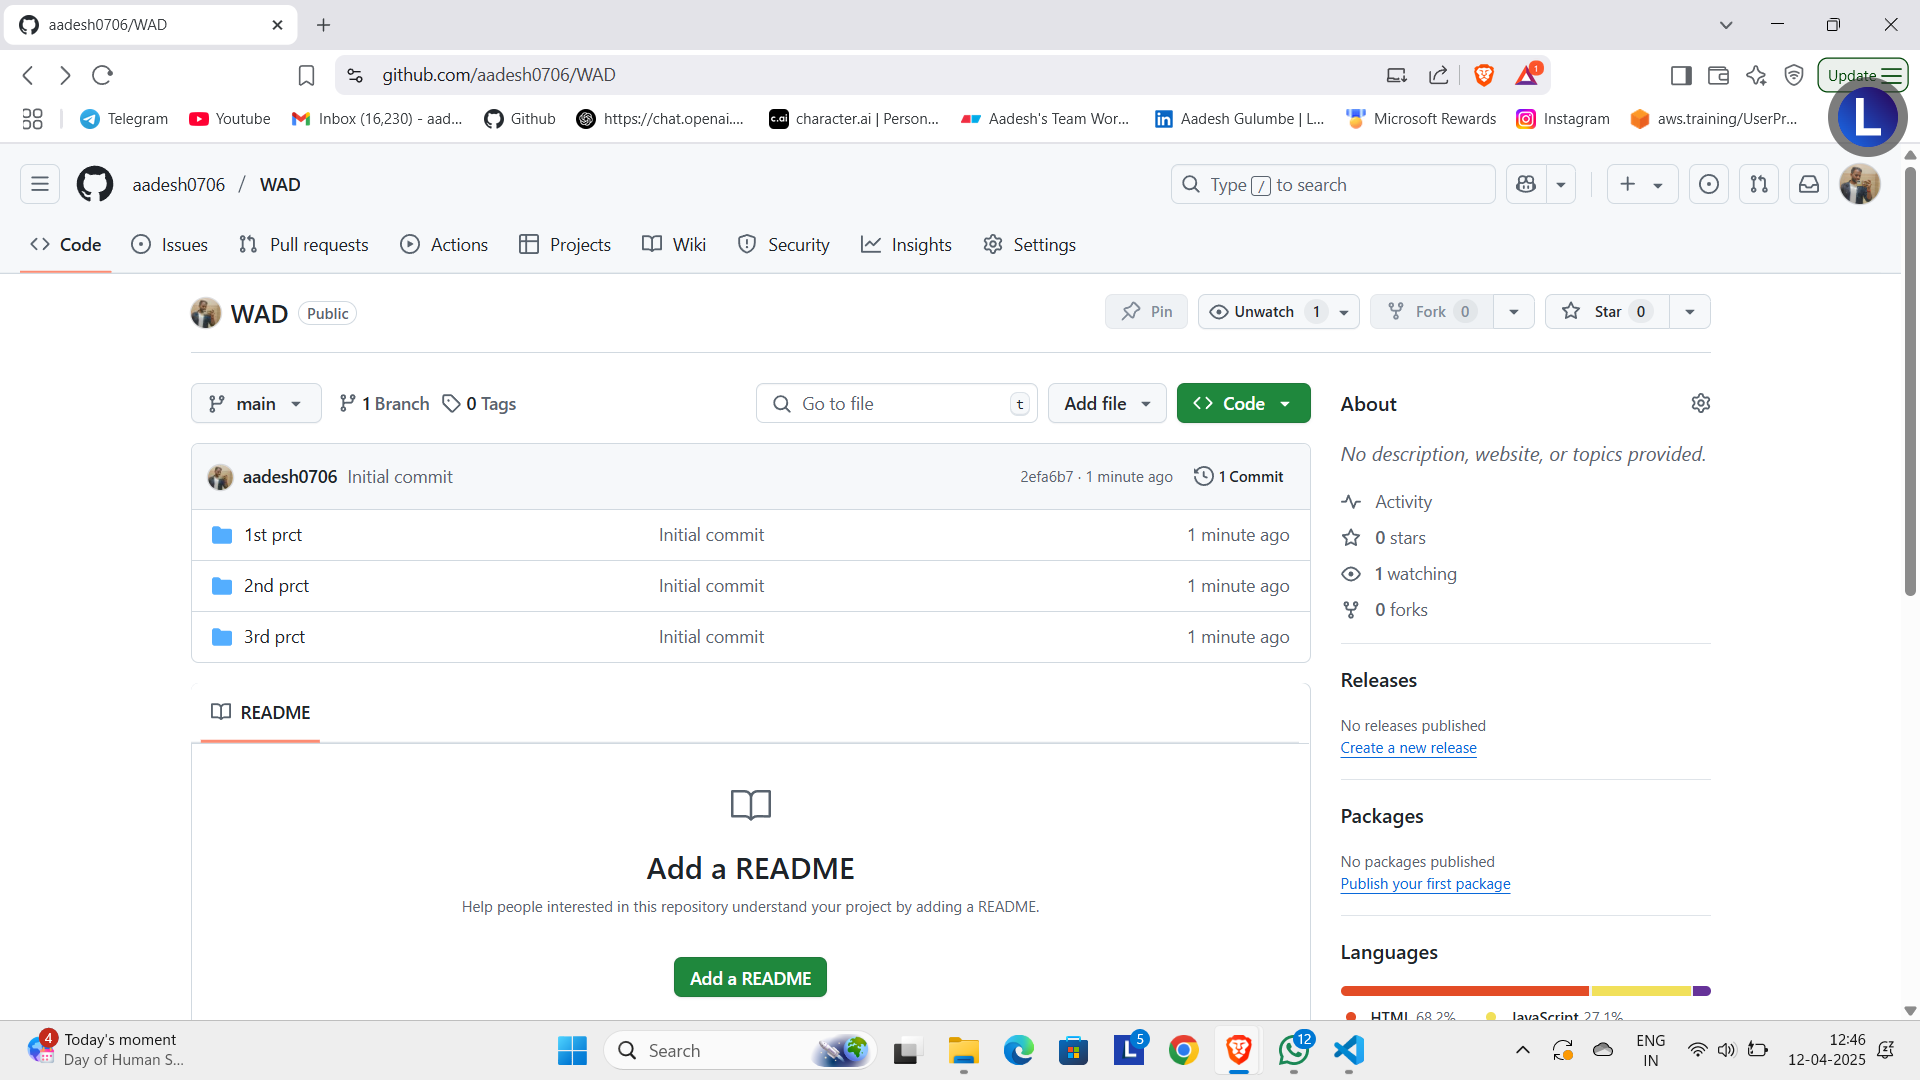 aadesh0706/WAD
github.com/aadesh0706/WAD
1
Update
Telegram
Youtube
Inbox (16,230) - aad...
Github
https://chat.openai....
character.ai | Person...
Aadesh's Team Wor...
Aadesh Gulumbe | L...
Microsoft Rewards
Instagram
aws.training/UserPr...
L
aadesh0706 / WAD
Type / to search
Code
Issues
Pull requests
Actions
Projects
Wiki
Security
Insights
Settings
WAD Public
Pin
Unwatch 1
Fork 0
Star 0
main
1 Branch
0 Tags
Go to file t
Add file
Code
aadesh0706 Initial commit 2efa6b7 · 1 minute ago 1 Commit
1st prct Initial commit 1 minute ago
2nd prct Initial commit 1 minute ago
3rd prct Initial commit 1 minute ago
README
Add a README
Help people interested in this repository understand your project by adding a README.
Add a README
About
No description, website, or topics provided.
Activity
0 stars
1 watching
0 forks
Releases
No releases published
Create a new release
Packages
No packages published
Publish your first package
Languages
HTML 68.2% JavaScript 27.1%
4
Today's moment
Day of Human S...
Search
c.ai
L
5
12
ENG
IN
12:46
12-04-2025